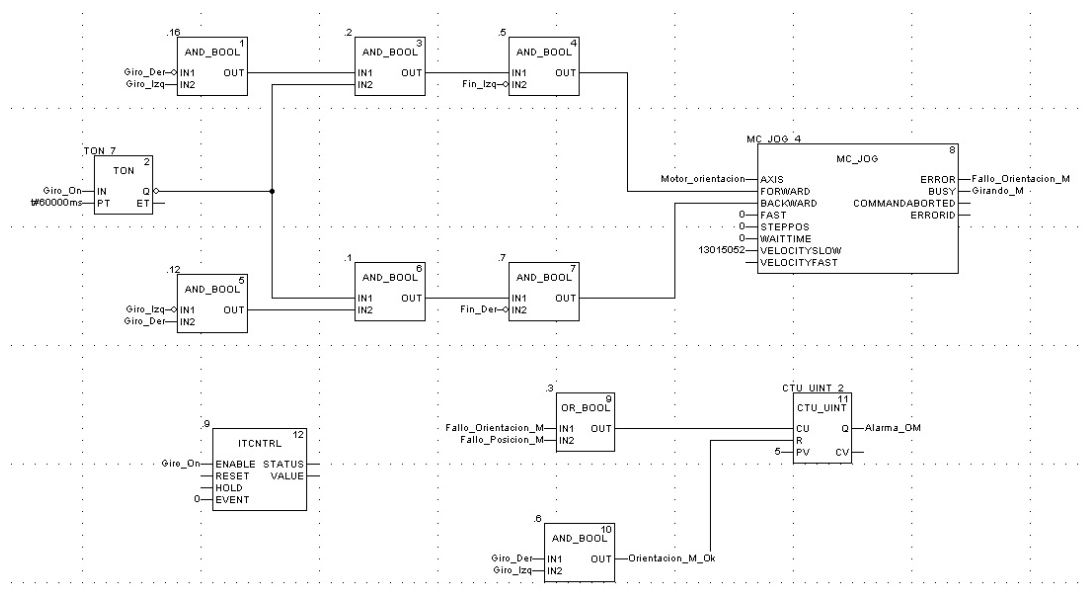 .16
1
AND_BOOL
Giro_Der IN1 OUT
Giro_Izq IN2
.2
3
AND_BOOL
IN1 OUT
IN2
.5
4
AND_BOOL
IN1 OUT
Fin_Izq IN2
TON_7
2
TON
Giro_On IN Q
t#60000ms PT ET
MC_JOG_4
8
MC_JOG
Motor_orientacion AXIS ERROR Fallo_Orientacion_M
FORWARD BUSY Girando_M
BACKWARD COMMANDABORTED
0 FAST ERRORID
0 STEPPOS
0 WAITTIME
13015052 VELOCITYSLOW
VELOCITYFAST
.12
5
AND_BOOL
Giro_Izq IN1 OUT
Giro_Der IN2
.1
6
AND_BOOL
IN1 OUT
IN2
.7
7
AND_BOOL
IN1 OUT
Fin_Der IN2
.9
12
ITCNTRL
Giro_On ENABLE STATUS
RESET VALUE
HOLD
0 EVENT
.3
9
OR_BOOL
Fallo_Orientacion_M IN1 OUT
Fallo_Posicion_M IN2
CTU_UINT_2
11
CTU_UINT
CU Q Alarma_OM
R
5 PV CV
.6
10
AND_BOOL
Giro_Der IN1 OUT Orientacion_M_Ok
Giro_Izq IN2